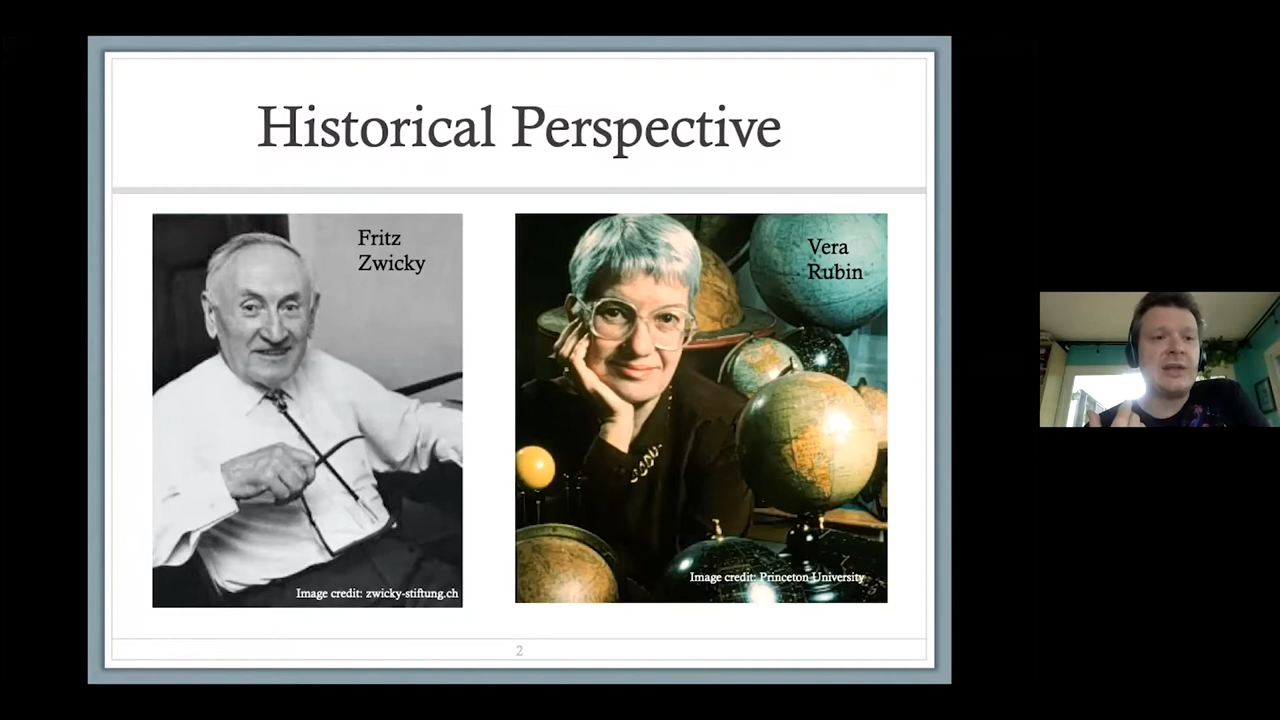 Historical Perspective
Fritz
Zwicky
Vera
Rubin
Image credit: Princeton University
Image credit: zwicky-stiftung.ch
2